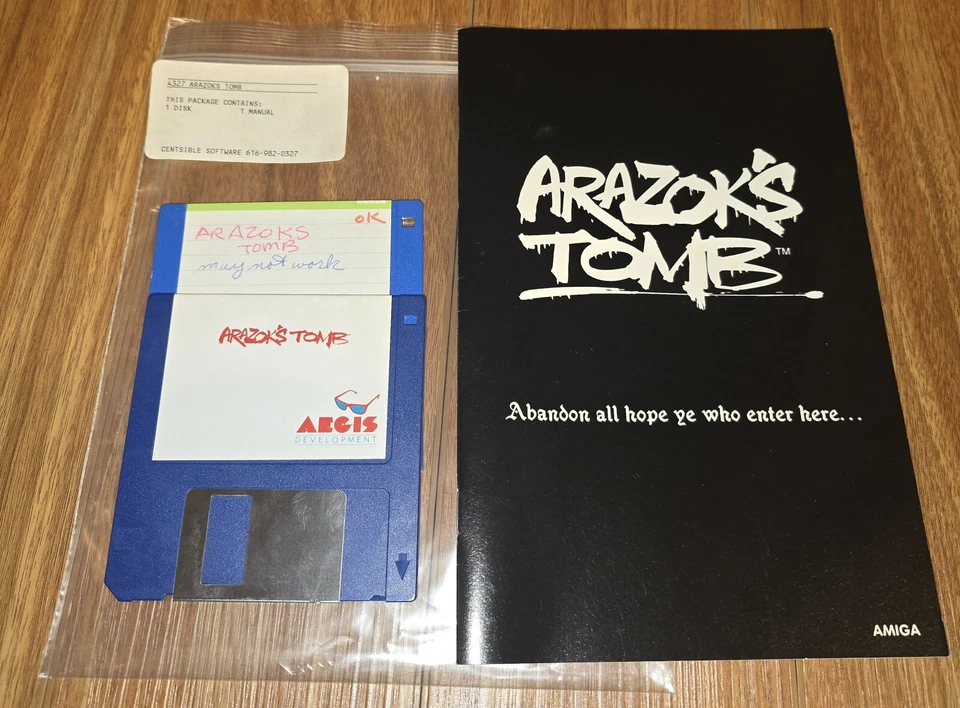 4327 ARAZOKS TOMB
THIS PACKAGE CONTAINS:
1 DISK 1 MANUAL
CENTSIBLE SOFTWARE 616-982-0327
OK
ARAZOKS
TOMB
may not work
ARAZOK'S TOMB
AEGIS
DEVELOPMENT
ARAZOK'S
TOMB™
Abandon all hope ye who enter here...
AMIGA